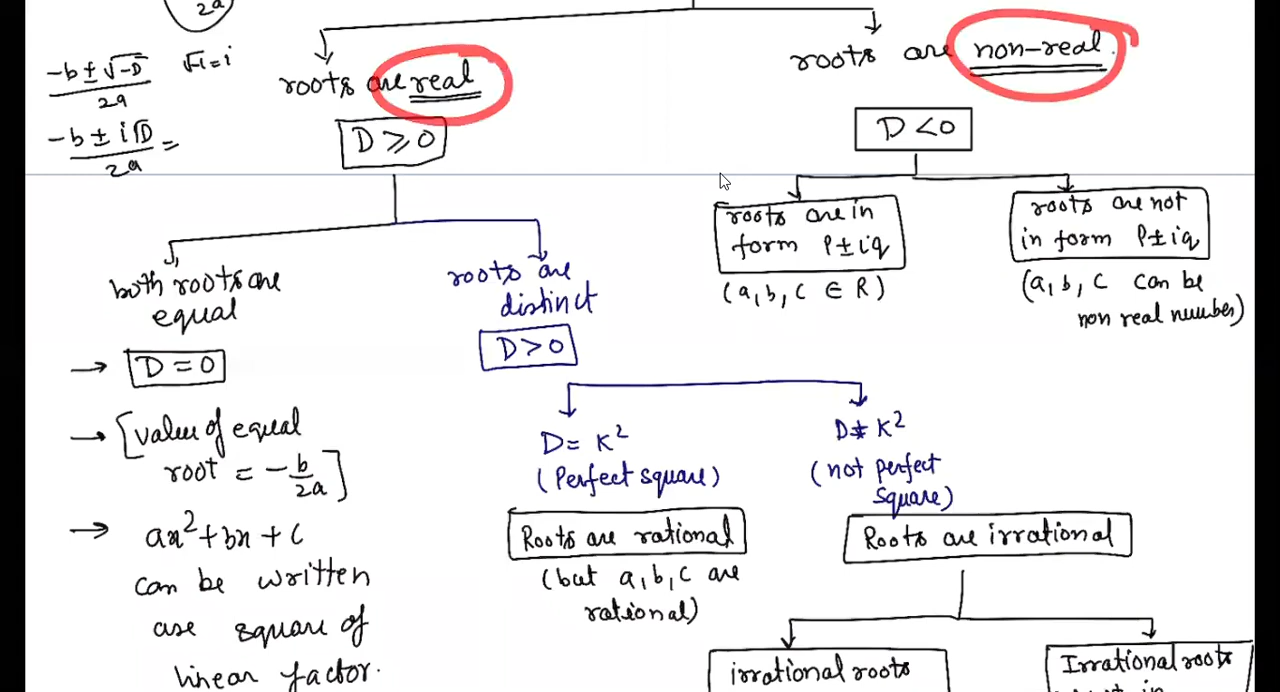 2a
-b ± √-D
2a
√-1 = i
-b ± i√D =
2a
roots are real
D ≥ 0
roots are non-real.
D < 0
roots are in
form P±iq
(a, b, c ∈ R)
roots are not
in form P±iq
(a, b, c can be
non real number)
both roots are
equal
→ D = 0
→ [value of equal
root = -b/2a]
→ ax²+bx+c
can be written
are square of
linear factor.
roots are
distinct
D > 0
D = K²
(Perfect square)
Roots are rational
(but a, b, c are
rational)
D ≠ K²
(not perfect
square)
Roots are irrational
irrational roots
Irrational roots
in